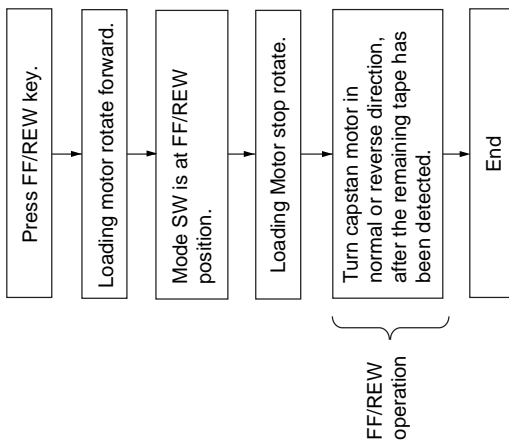 Press FF/REW key.
Loading motor rotate forward.
Mode SW is at FF/REW
position.
Loading Motor stop rotate.
Turn capstan motor in
normal or reverse direction,
after the remaining tape has
been detected.
FF/REW
operation
End